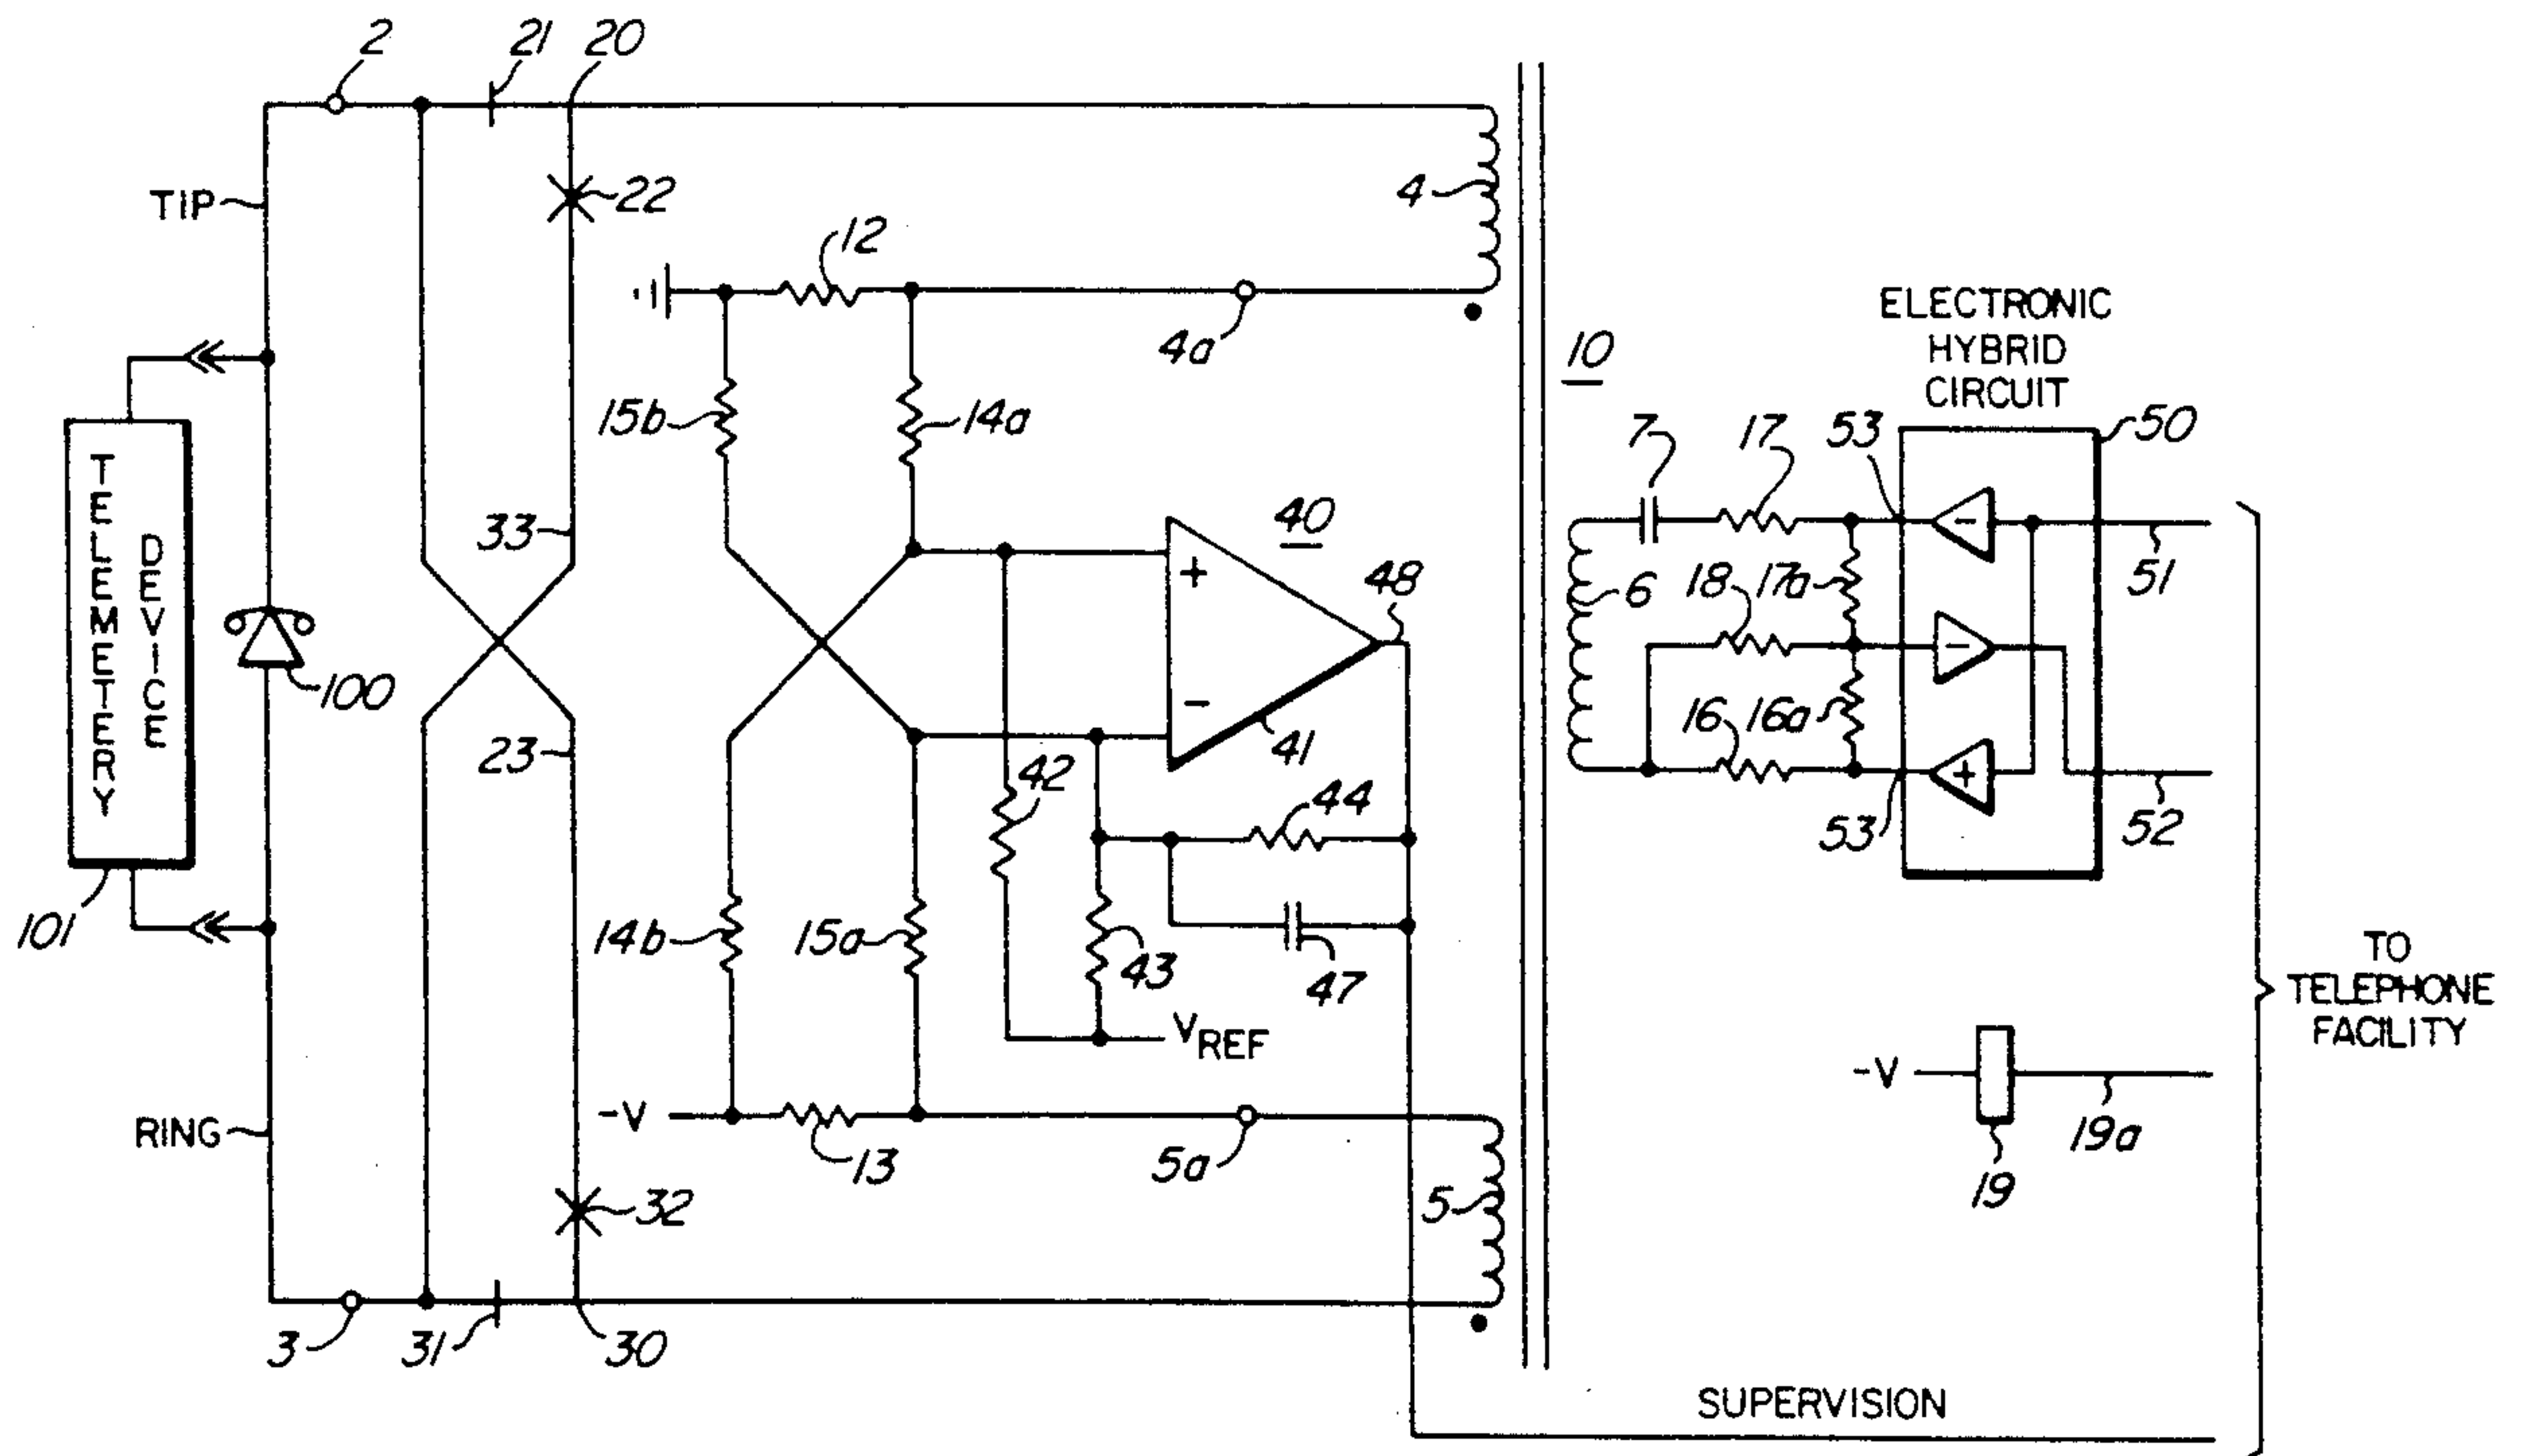 2
21
20
TIP
22
4
12
4a
10
ELECTRONIC
HYBRID
CIRCUIT
15b
14a
7
17
53
50
TELEMETRY
DEVICE
33
40
+
-
48
41
6
18
17a
-
51
-
100
23
16
16a
+
53
52
42
44
101
14b
15a
43
47
VREF
TO
TELEPHONE
FACILITY
-V
19
19a
RING
-V
13
5a
5
32
3
31
30
SUPERVISION